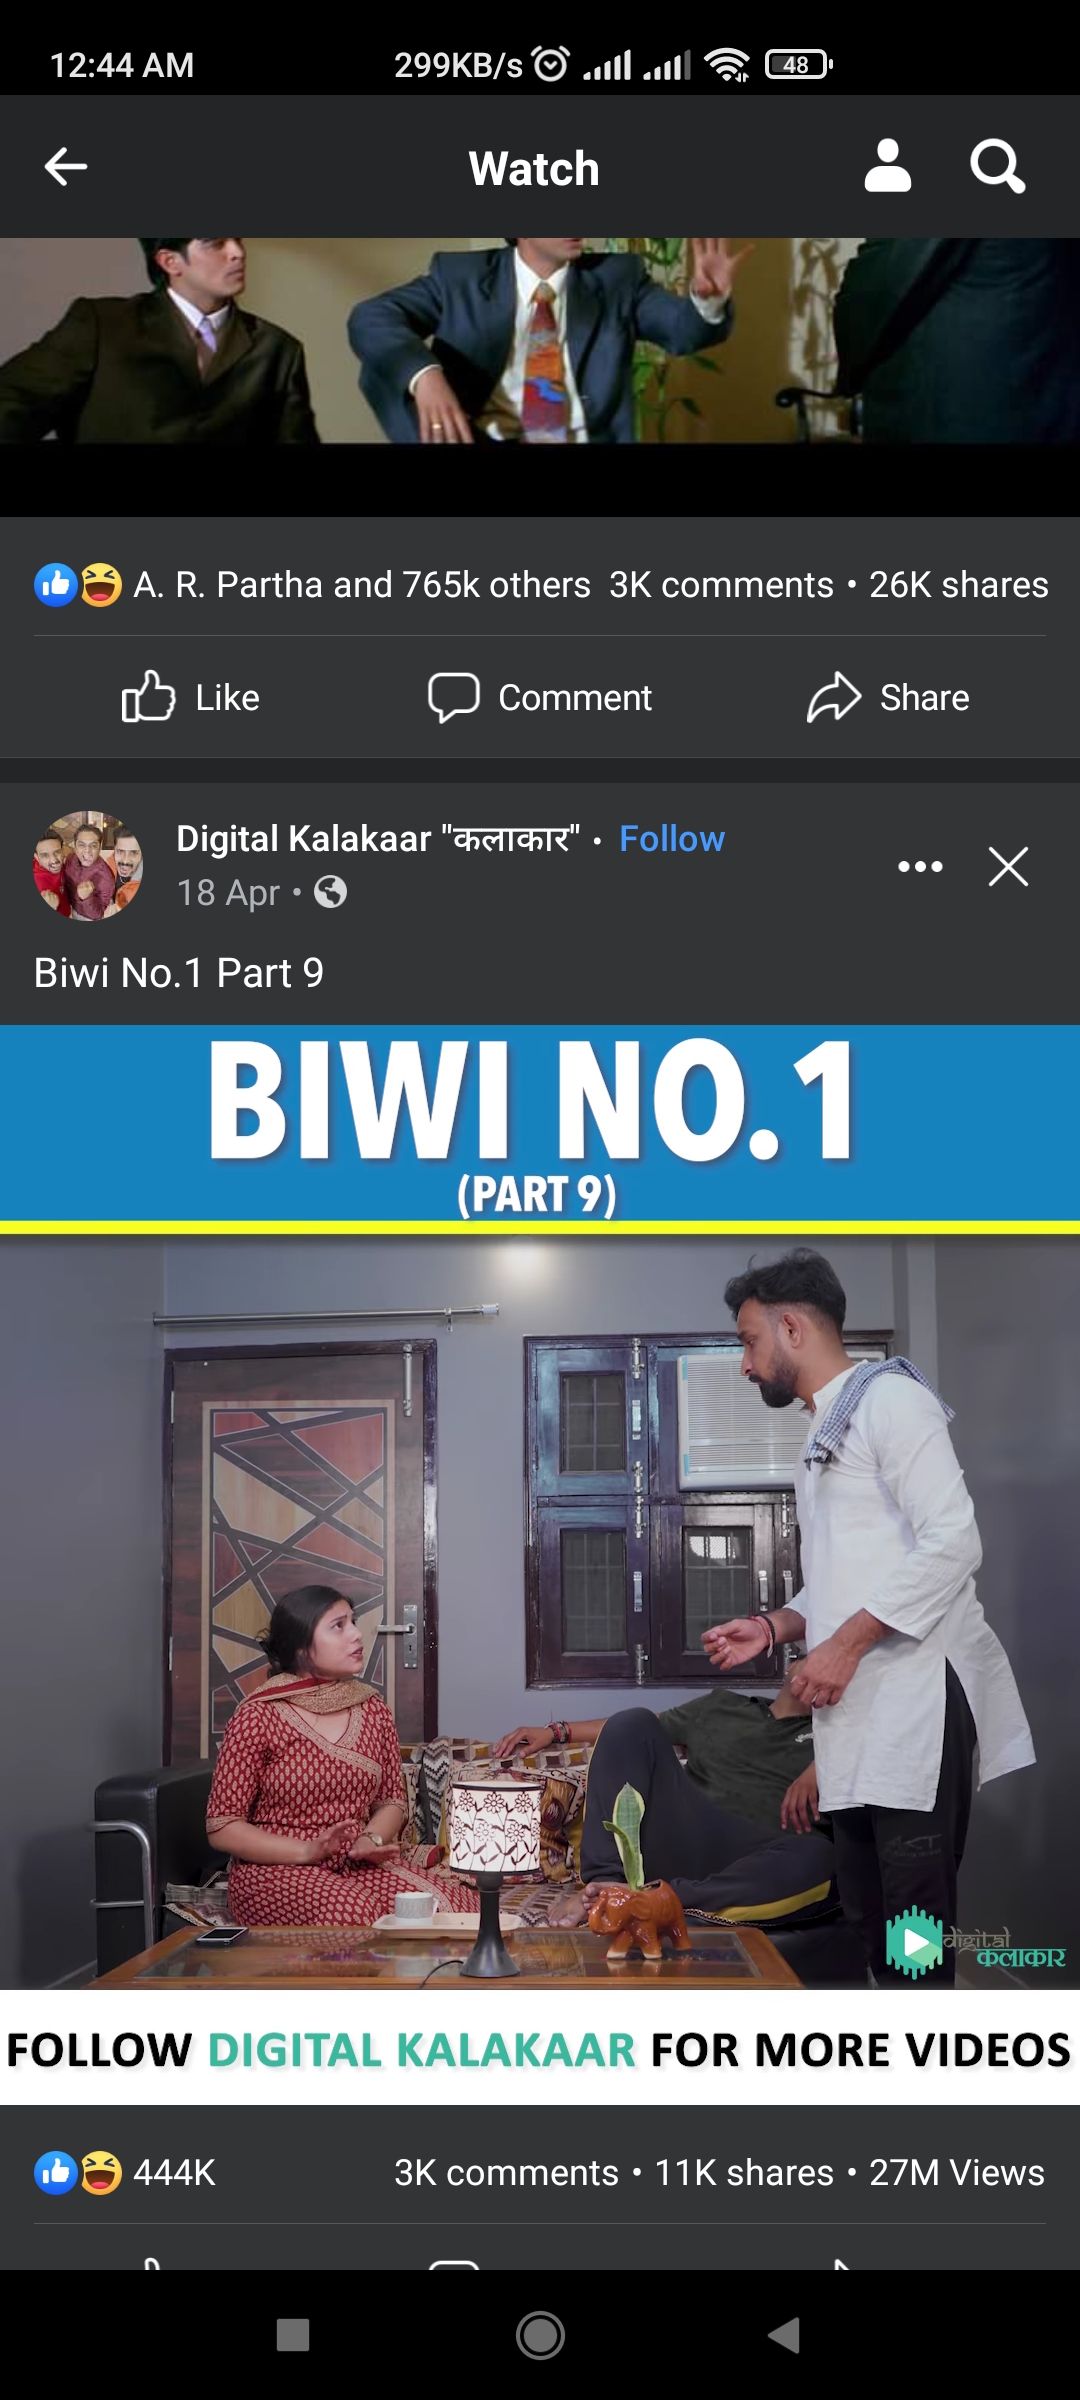 12:44 AM 299KB/s 48
Watch
A. R. Partha and 765k others 3K comments • 26K shares
Like Comment Share
Digital Kalakaar "कलाकार" • Follow
18 Apr •
Biwi No.1 Part 9
BIWI NO.1
(PART 9)
digital
कलाकार
FOLLOW DIGITAL KALAKAAR FOR MORE VIDEOS
444K 3K comments • 11K shares • 27M Views